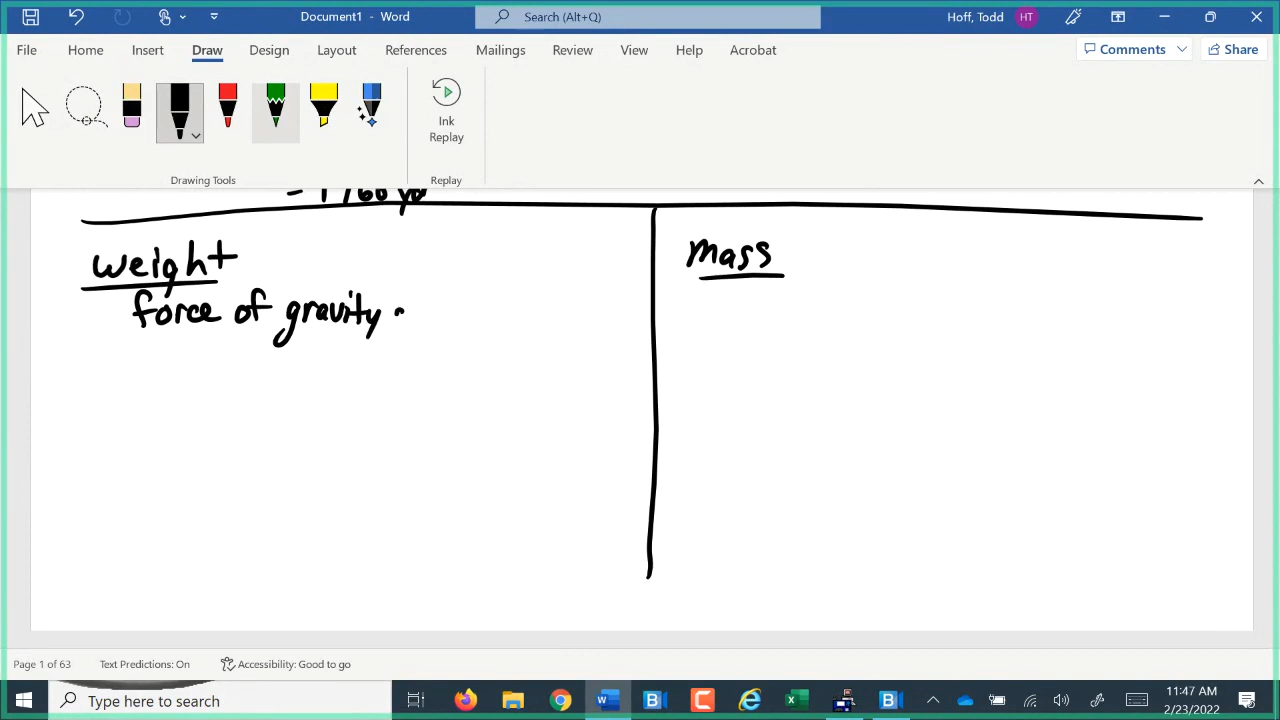 Document1 - Word
Search (Alt+Q)
Hoff, Todd
HT
File Home Insert Draw Design Layout References Mailings Review View Help Acrobat
Comments
Share
Ink
Replay
Drawing Tools
Replay
= 1760 yd
weight
mass
force of gravity
Page 1 of 63
Text Predictions: On
Accessibility: Good to go
Type here to search
11:47 AM
2/23/2022